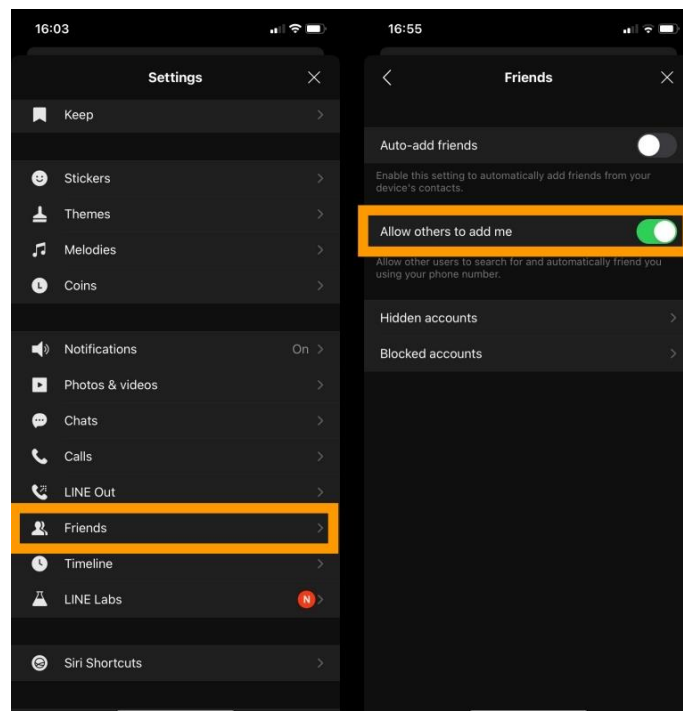 16:03
Settings
Keep
Stickers
Themes
Melodies
Coins
Notifications On
Photos & videos
Chats
Calls
LINE Out
Friends
Timeline
LINE Labs N
Siri Shortcuts
16:55
Friends
Auto-add friends
Enable this setting to automatically add friends from your
device's contacts.
Allow others to add me
Allow other users to search for and automatically friend you
using your phone number.
Hidden accounts
Blocked accounts